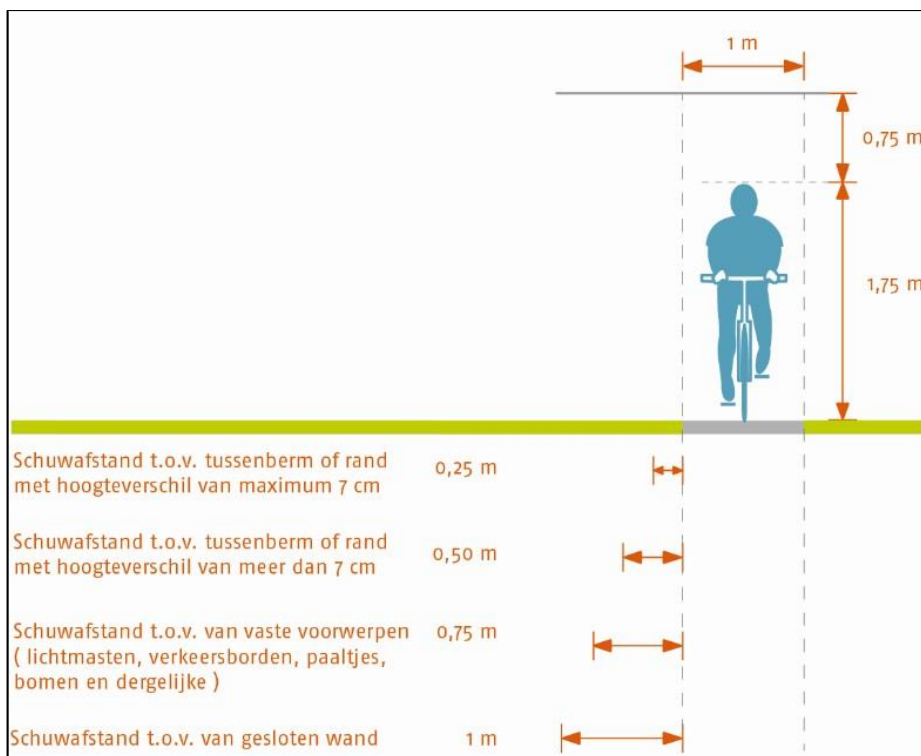 1 m
0,75 m
1,75 m
Schuwafstand t.o.v. tussenberm of rand
met hoogteverschil van maximum 7 cm
0,25 m
Schuwafstand t.o.v. tussenberm of rand
met hoogteverschil van meer dan 7 cm
0,50 m
Schuwafstand t.o.v. van vaste voorwerpen
( lichtmasten, verkeersborden, paaltjes,
bomen en dergelijke )
0,75 m
Schuwafstand t.o.v. van gesloten wand
1 m